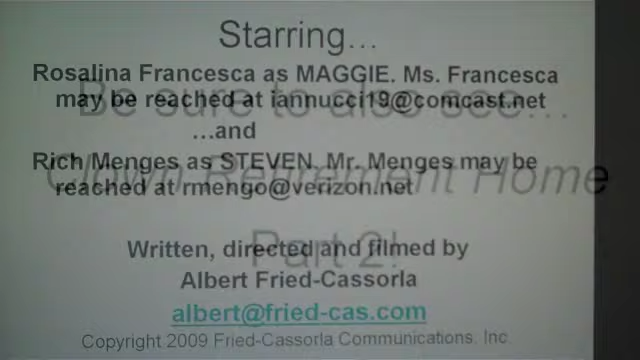 Starring...
Rosalina Francesca as MAGGIE. Ms. Francesca
may be reached at iannucci19@comcast.net
...and
Rich Menges as STEVEN. Mr. Menges may be
reached at rmengo@verizon.net
Written, directed and filmed by
Albert Fried-Cassorla
albert@fried-cas.com
Copyright 2009 Fried-Cassorla Communications, Inc.
Be sure to also see...
Clown Retirement Home
Part 2!